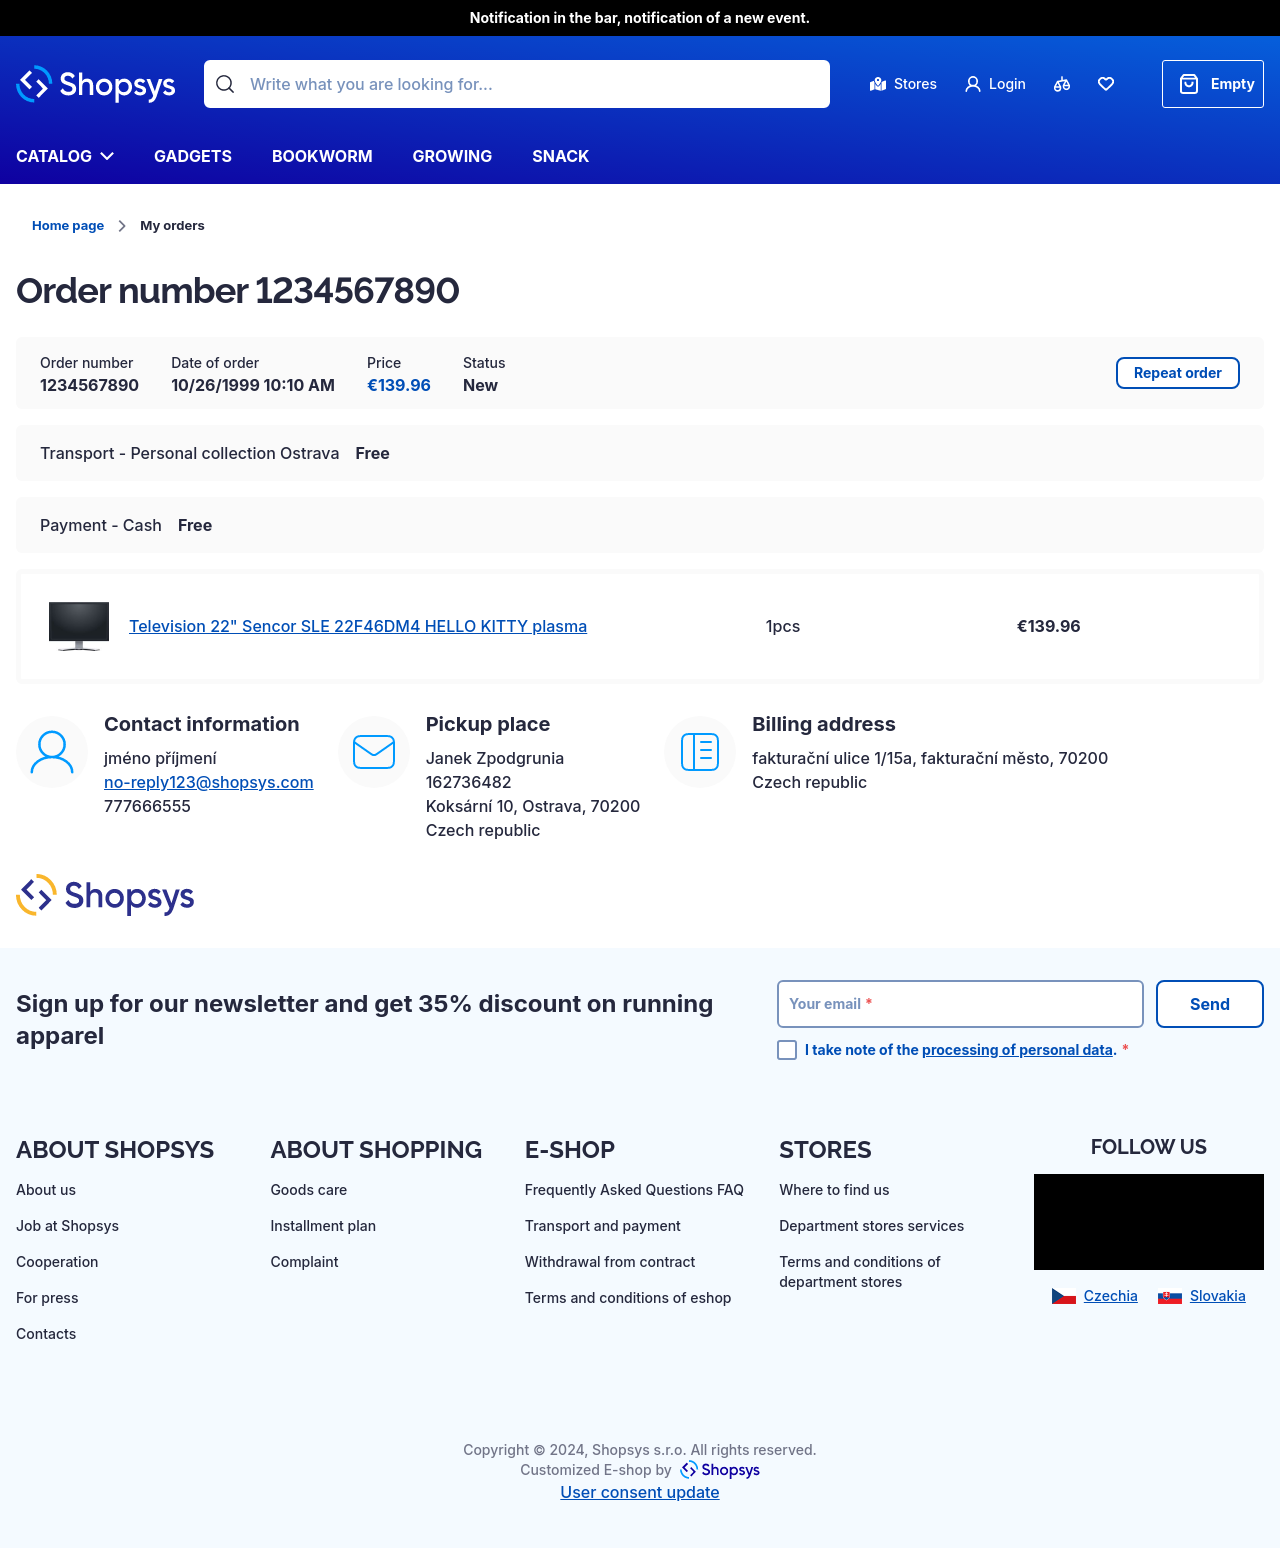 Notification in the bar, notification of a new event.
Shopsys
Write what you are looking for...
Stores
Login
Empty
CATALOG
GADGETS
BOOKWORM
GROWING
SNACK
Home page
My orders
Order number 1234567890
Order number
1234567890
Date of order
10/26/1999 10:10 AM
Price
€139.96
Status
New
Repeat order
Transport - Personal collection Ostrava Free
Payment - Cash Free
Television 22" Sencor SLE 22F46DM4 HELLO KITTY plasma
1pcs
€139.96
Contact information
jméno příjmení
no-reply123@shopsys.com
777666555
Pickup place
Janek Zpodgrunia
162736482
Koksární 10, Ostrava, 70200
Czech republic
Billing address
fakturační ulice 1/15a, fakturační město, 70200
Czech republic
Shopsys
Sign up for our newsletter and get 35% discount on running
apparel
Your email *
Send
I take note of the processing of personal data. *
ABOUT SHOPSYS
About us
Job at Shopsys
Cooperation
For press
Contacts
ABOUT SHOPPING
Goods care
Installment plan
Complaint
E-SHOP
Frequently Asked Questions FAQ
Transport and payment
Withdrawal from contract
Terms and conditions of eshop
STORES
Where to find us
Department stores services
Terms and conditions of
department stores
FOLLOW US
Czechia
Slovakia
Copyright © 2024, Shopsys s.r.o. All rights reserved.
Customized E-shop by Shopsys
User consent update